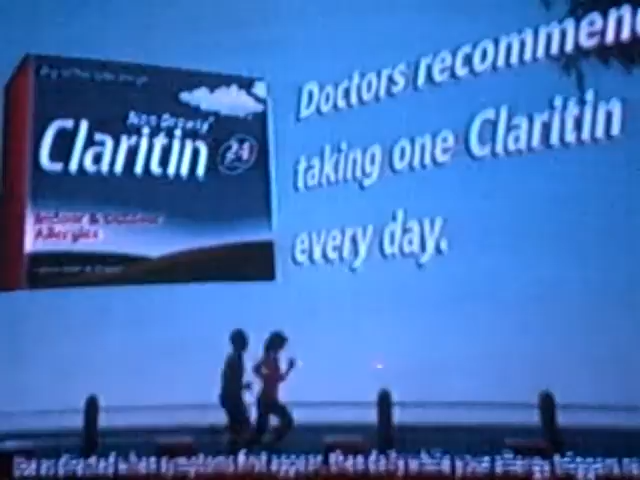 Non-Drowsy
Claritin
24
Indoor & Outdoor
Allergies
Doctors recommen
taking one Claritin
every day.
Use as directed when symptoms first appear, then daily while your allergy triggers